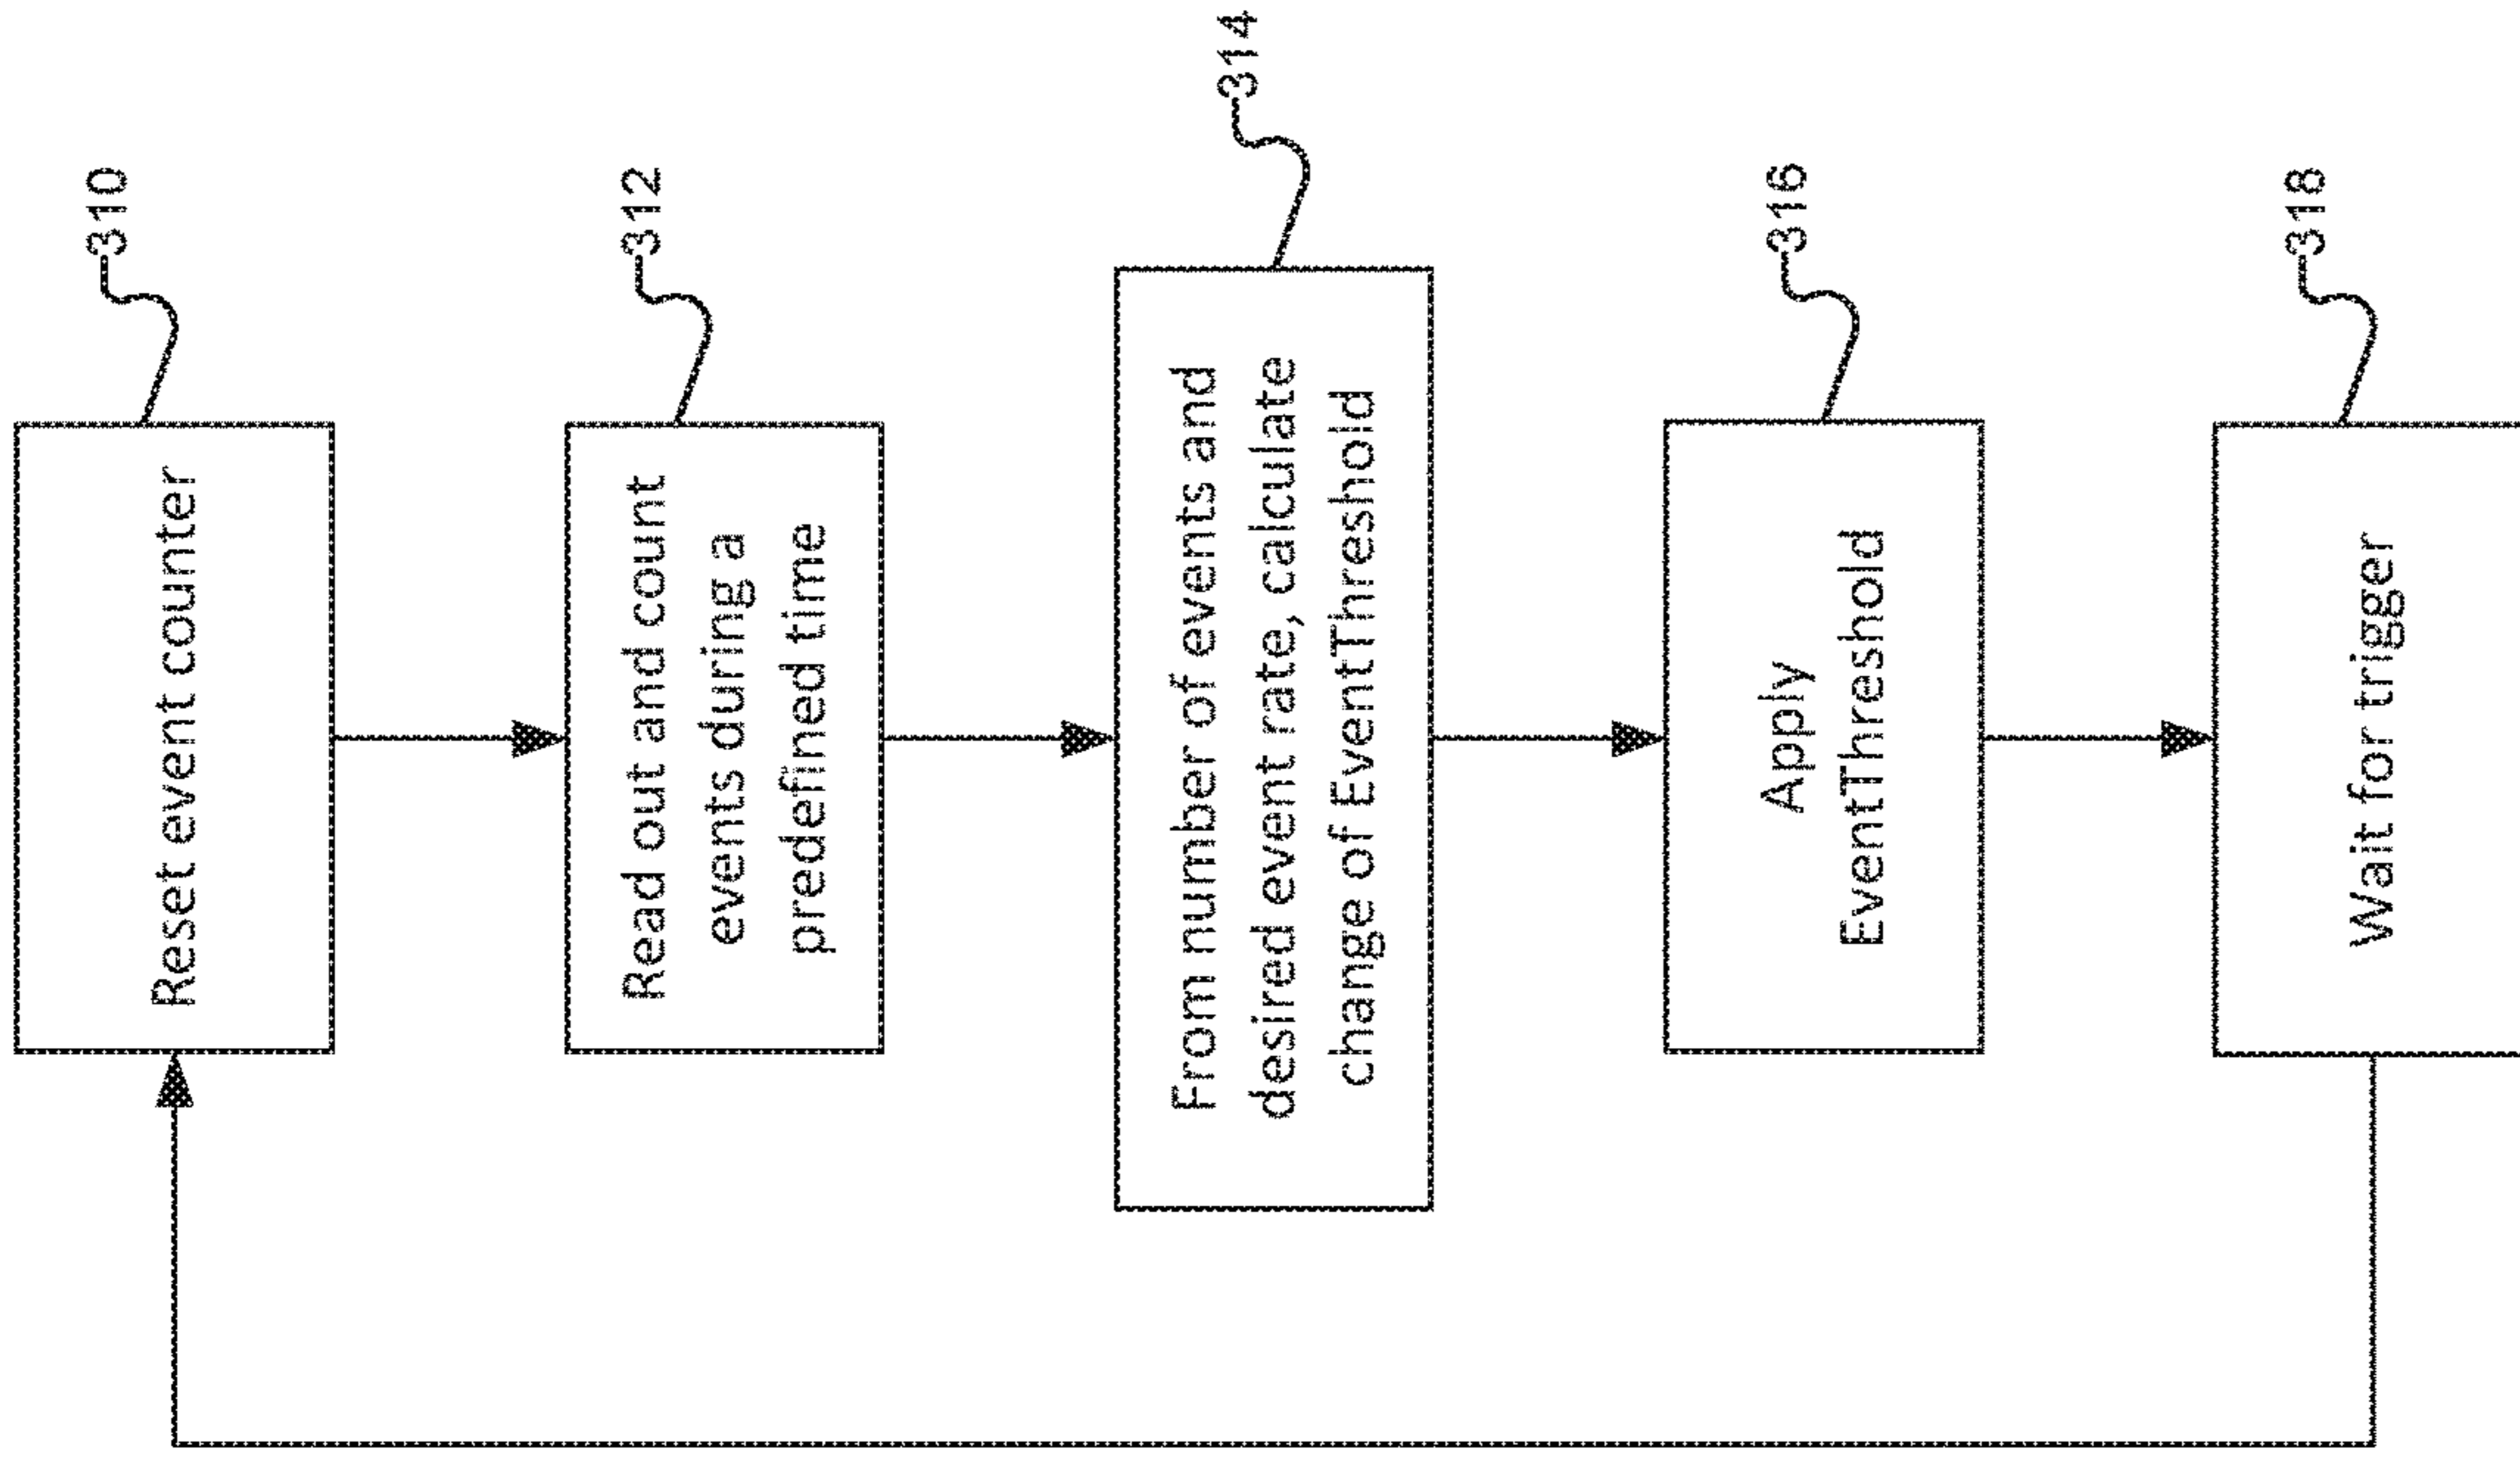 Reset event counter
310
Read out and count
events during a
predefined time
312
From number of events and
desired event rate, calculate
change of EventThreshold
314
Apply
EventThreshold
316
Wait for trigger
318